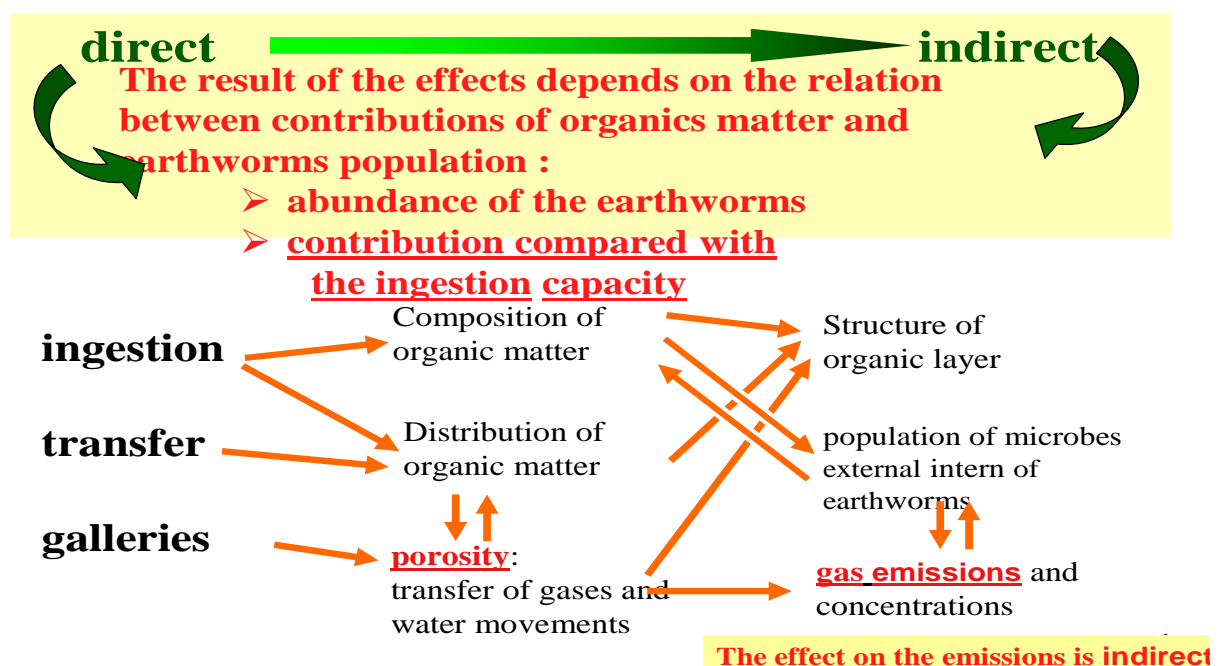 direct indirect
The result of the effects depends on the relation
between contributions of organics matter and
earthworms population :
➢ abundance of the earthworms
➢ contribution compared with
the ingestion capacity
ingestion
transfer
galleries
Composition of
organic matter
Distribution of
organic matter
porosity:
transfer of gases and
water movements
Structure of
organic layer
population of microbes
external intern of
earthworms
gas emissions and
concentrations
The effect on the emissions is indirect